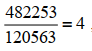 482253
120563 = 4 ,